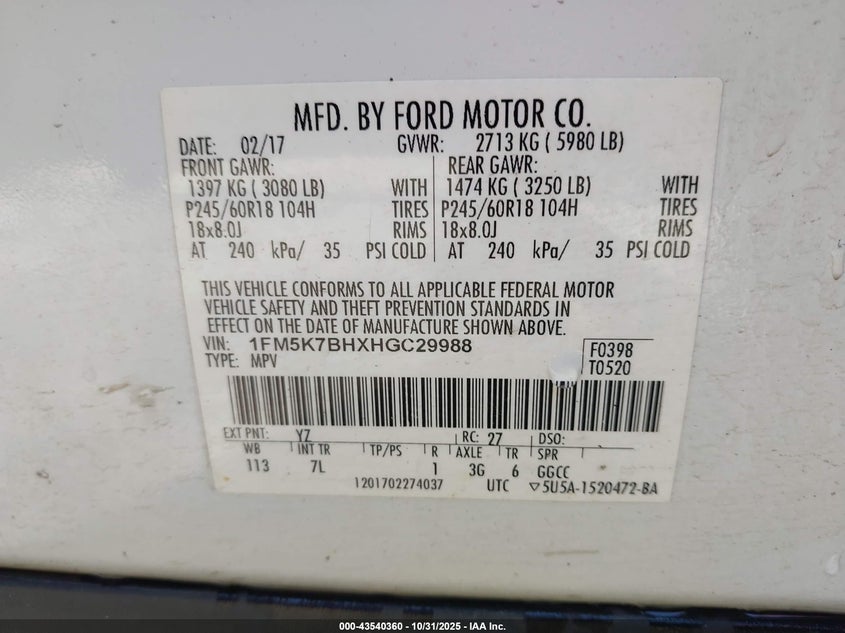 MFD. BY FORD MOTOR CO.
DATE: 02/17 GVWR: 2713 KG ( 5980 LB)
FRONT GAWR: REAR GAWR:
1397 KG ( 3080 LB) WITH 1474 KG ( 3250 LB) WITH
P245/60R18 104H TIRES P245/60R18 104H TIRES
18x8.0J RIMS 18x8.0J RIMS
AT 240 kPa/ 35 PSI COLD AT 240 kPa/ 35 PSI COLD
THIS VEHICLE CONFORMS TO ALL APPLICABLE FEDERAL MOTOR
VEHICLE SAFETY AND THEFT PREVENTION STANDARDS IN
EFFECT ON THE DATE OF MANUFACTURE SHOWN ABOVE.
VIN: 1FM5K7BHXHGC29988 F0398
TYPE: MPV T0520
EXT PNT: YZ RC: 27 DSO:
WB INT TR TP/PS R AXLE TR SPR
113 7L 1 3G 6 GGCC
1201702274037 UTC ▽5U5A-1520472-BA
000-43540360 - 10/31/2025 - IAA Inc.